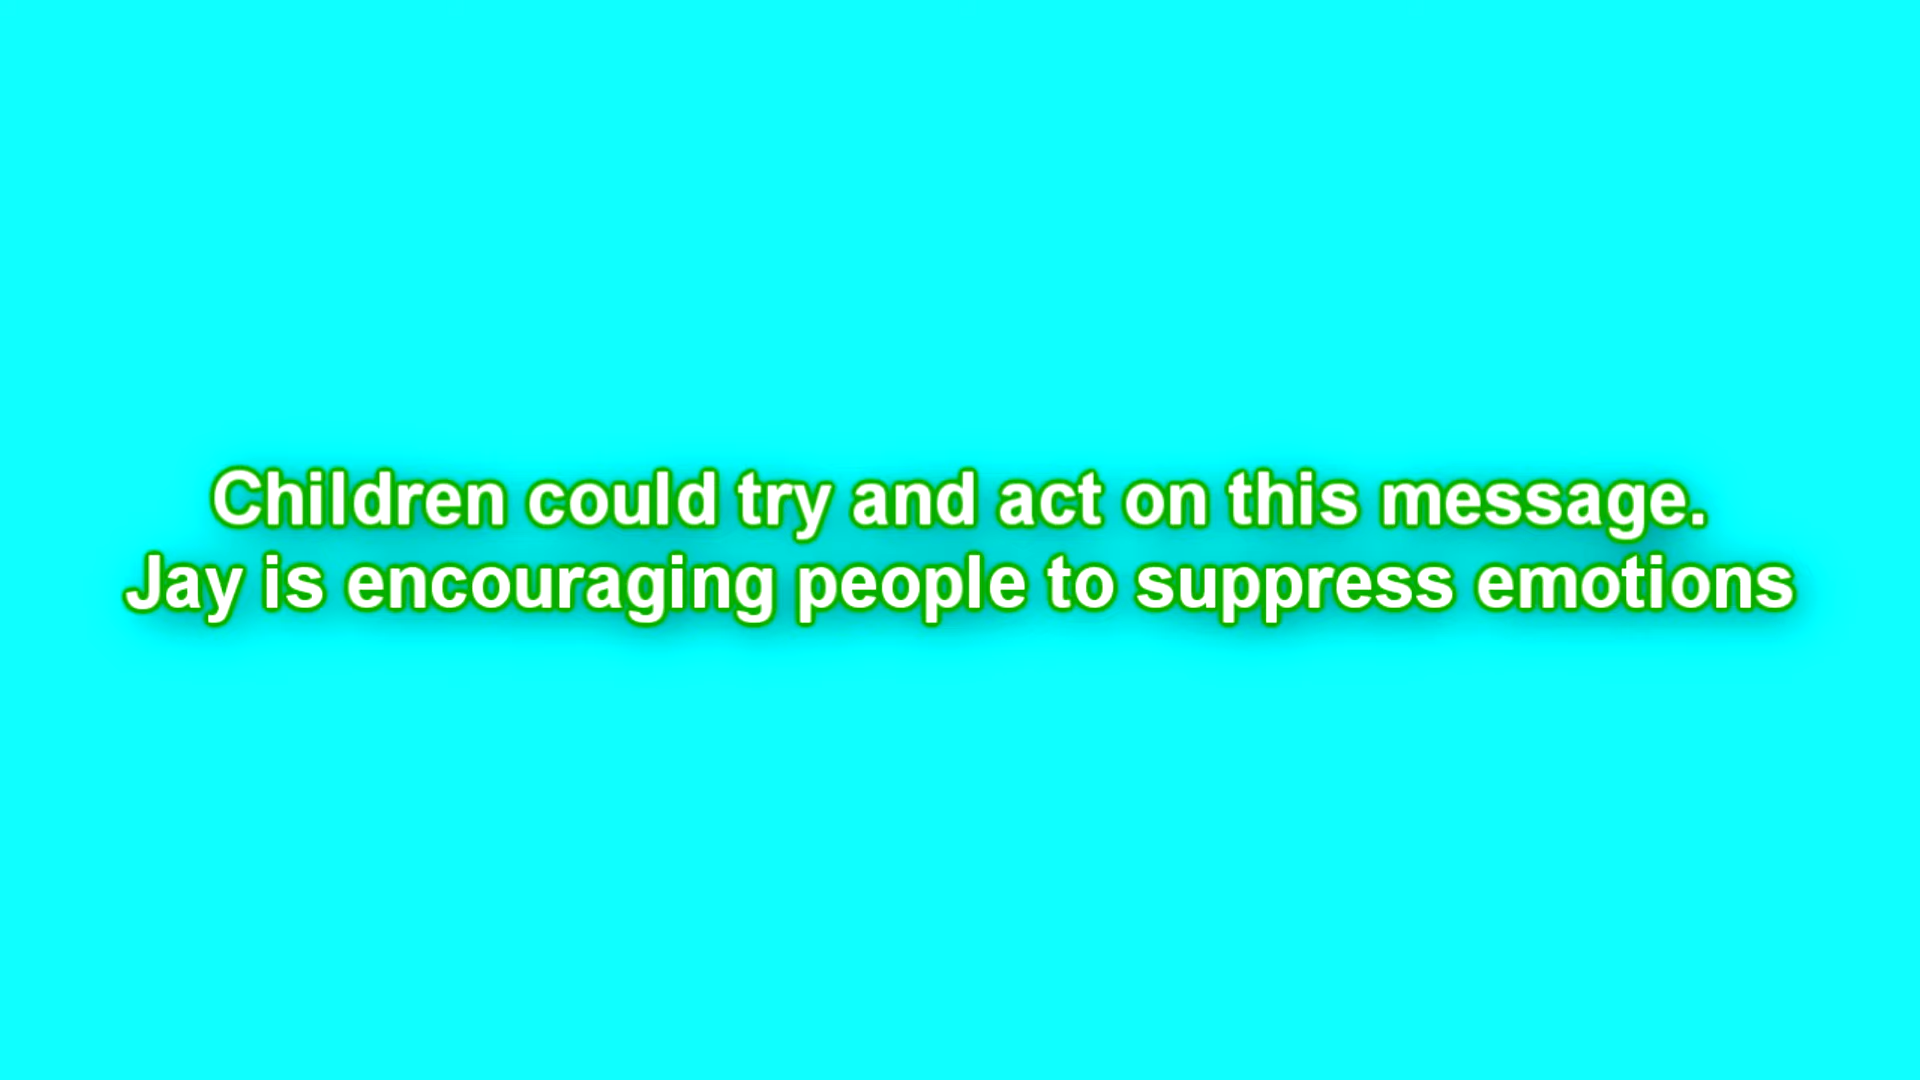 Children could try and act on this message.
Jay is encouraging people to suppress emotions